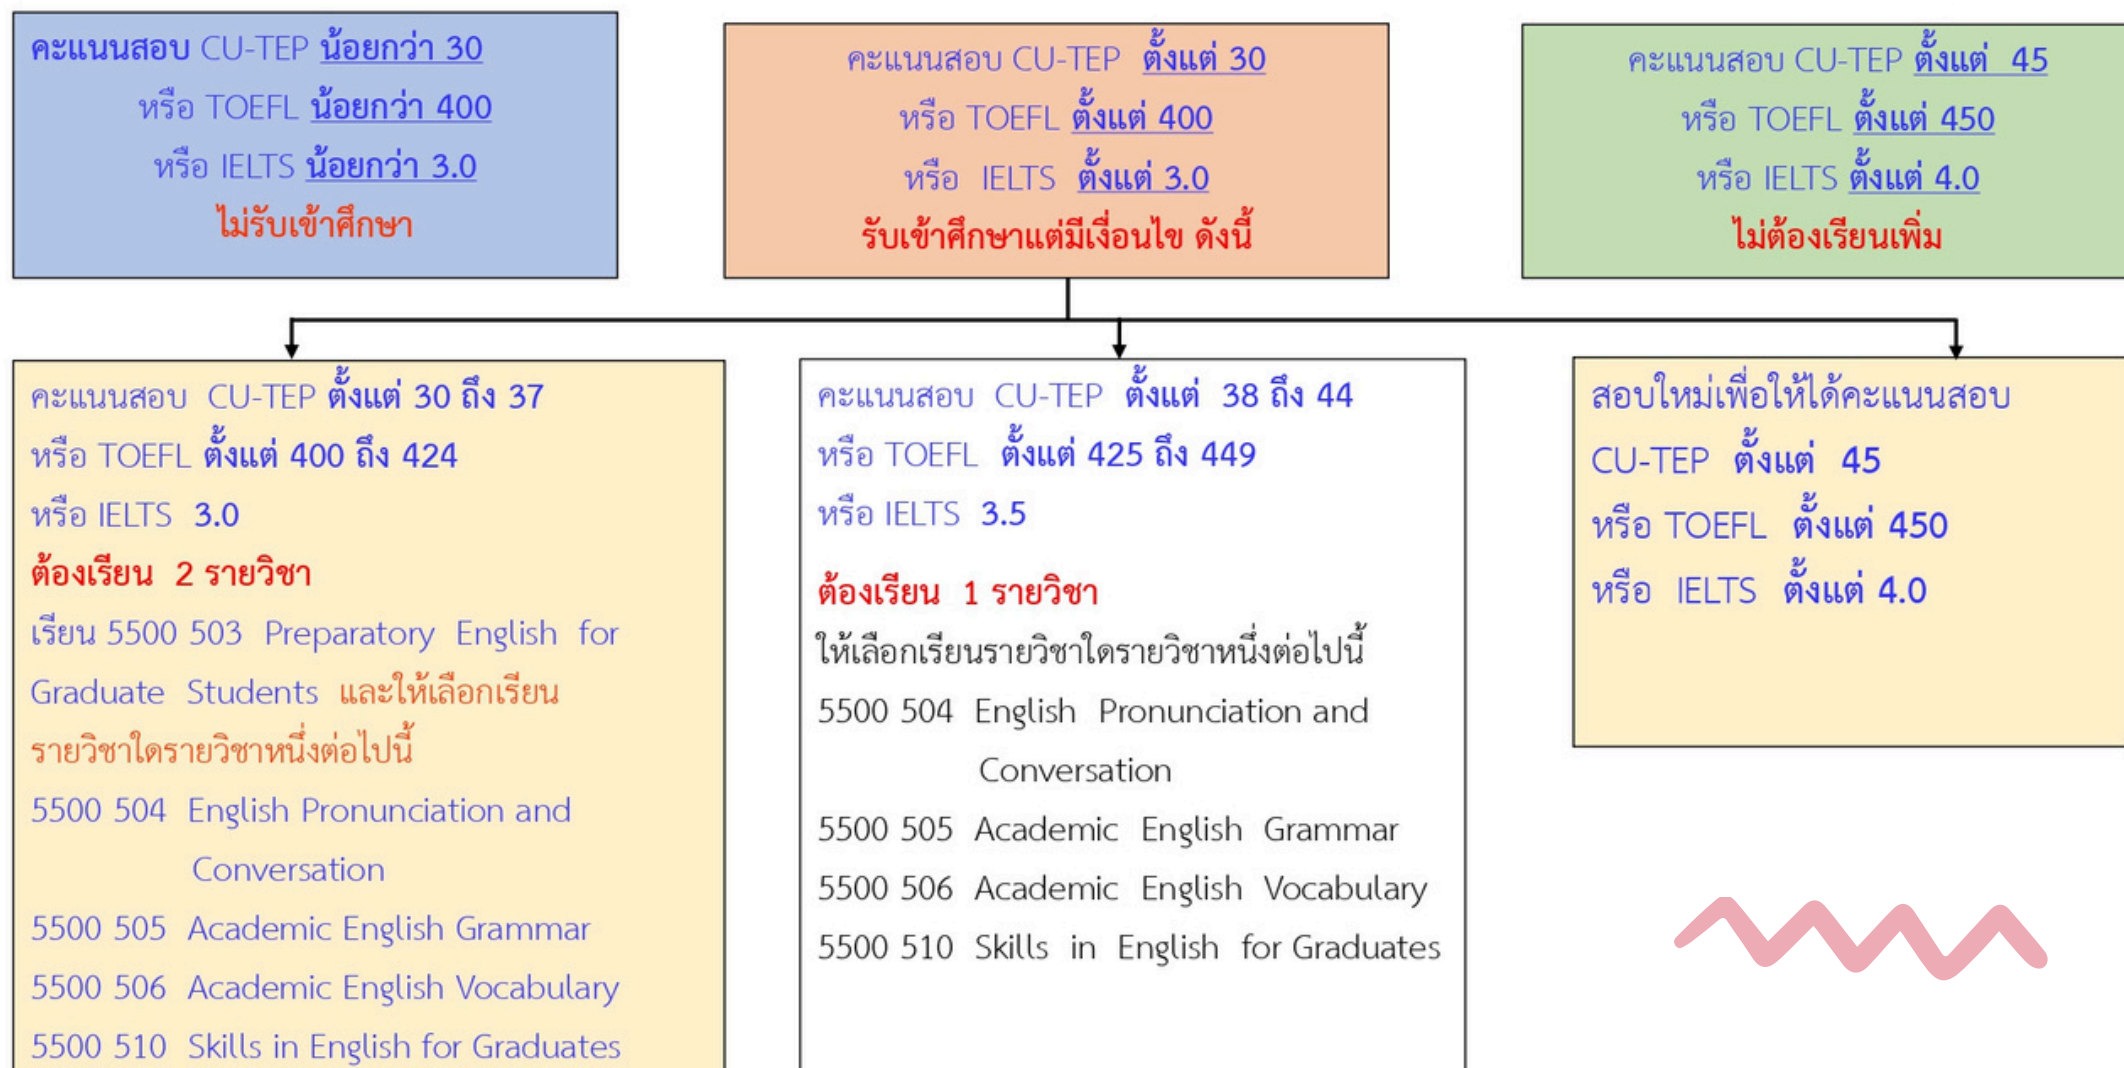 คะแนนสอบ CU-TEP น้อยกว่า 30
หรือ TOEFL น้อยกว่า 400
หรือ IELTS น้อยกว่า 3.0
ไม่รับเข้าศึกษา
คะแนนสอบ CU-TEP ตั้งแต่ 30
หรือ TOEFL ตั้งแต่ 400
หรือ IELTS ตั้งแต่ 3.0
รับเข้าศึกษาแต่มีเงื่อนไข ดังนี้
คะแนนสอบ CU-TEP ตั้งแต่ 45
หรือ TOEFL ตั้งแต่ 450
หรือ IELTS ตั้งแต่ 4.0
ไม่ต้องเรียนเพิ่ม
คะแนนสอบ CU-TEP ตั้งแต่ 30 ถึง 37
หรือ TOEFL ตั้งแต่ 400 ถึง 424
หรือ IELTS 3.0
ต้องเรียน 2 รายวิชา
เรียน 5500 503 Preparatory English for
Graduate Students และให้เลือกเรียน
รายวิชาใดรายวิชาหนึ่งต่อไปนี้
5500 504 English Pronunciation and
Conversation
5500 505 Academic English Grammar
5500 506 Academic English Vocabulary
5500 510 Skills in English for Graduates
คะแนนสอบ CU-TEP ตั้งแต่ 38 ถึง 44
หรือ TOEFL ตั้งแต่ 425 ถึง 449
หรือ IELTS 3.5
ต้องเรียน 1 รายวิชา
ให้เลือกเรียนรายวิชาใดรายวิชาหนึ่งต่อไปนี้
5500 504 English Pronunciation and
Conversation
5500 505 Academic English Grammar
5500 506 Academic English Vocabulary
5500 510 Skills in English for Graduates
สอบใหม่เพื่อให้ได้คะแนนสอบ
CU-TEP ตั้งแต่ 45
หรือ TOEFL ตั้งแต่ 450
หรือ IELTS ตั้งแต่ 4.0